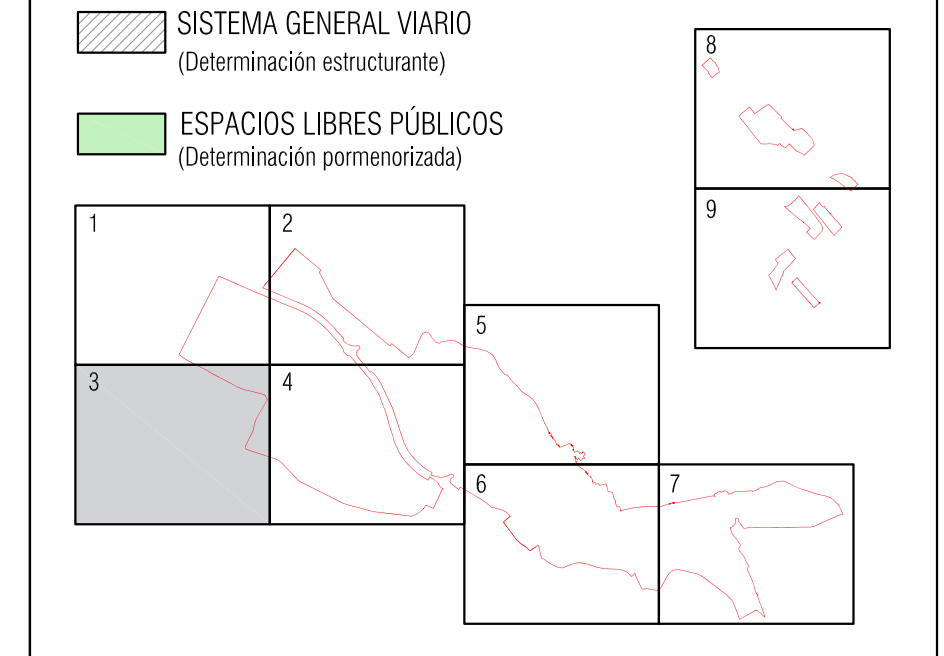 SISTEMA GENERAL VIARIO
(Determinación estructurante)
ESPACIOS LIBRES PÚBLICOS
(Determinación pormenorizada)
8
9
1
2
5
3
4
6
7